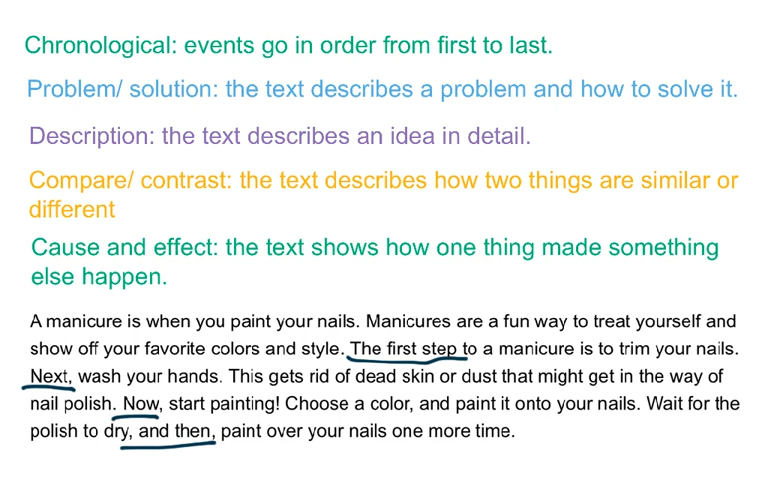 Chronological: events go in order from first to last.
Problem/ solution: the text describes a problem and how to solve it.
Description: the text describes an idea in detail.
Compare/ contrast: the text describes how two things are similar or
different
Cause and effect: the text shows how one thing made something
else happen.
A manicure is when you paint your nails. Manicures are a fun way to treat yourself and
show off your favorite colors and style. The first step to a manicure is to trim your nails.
Next, wash your hands. This gets rid of dead skin or dust that might get in the way of
nail polish. Now, start painting! Choose a color, and paint it onto your nails. Wait for the
polish to dry, and then, paint over your nails one more time.